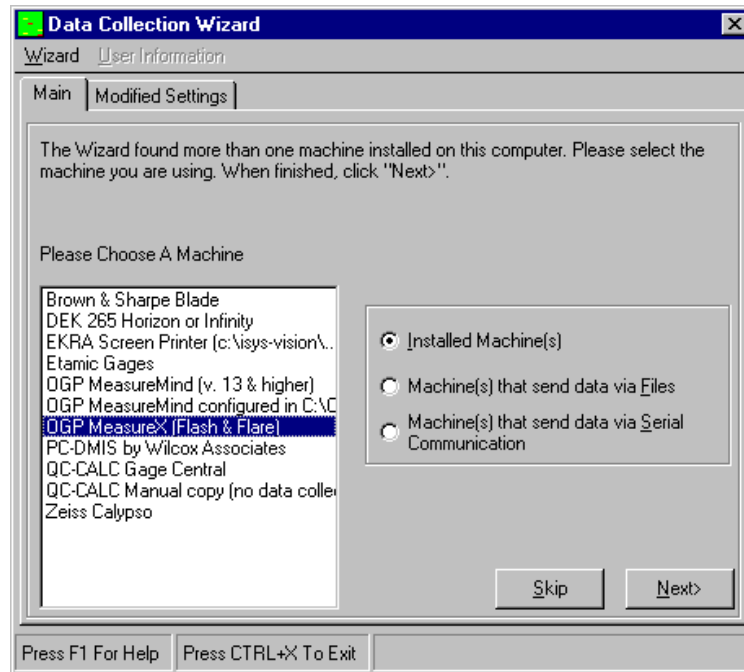 Data Collection Wizard
Wizard User Information
Main Modified Settings
The Wizard found more than one machine installed on this computer. Please select the
machine you are using. When finished, click "Next>".
Please Choose A Machine
Brown & Sharpe Blade
DEK 265 Horizon or Infinity
EKRA Screen Printer (c:\isys-vision\...
Etamic Gages
OGP MeasureMind (v. 13 & higher)
OGP MeasureMind configured in C:\C
OGP MeasureX (Flash & Flare)
PC-DMIS by Wilcox Associates
QC-CALC Gage Central
QC-CALC Manual copy (no data collec
Zeiss Calypso
Installed Machine(s)
Machine(s) that send data via Files
Machine(s) that send data via Serial
Communication
Skip Next>
Press F1 For Help Press CTRL+X To Exit